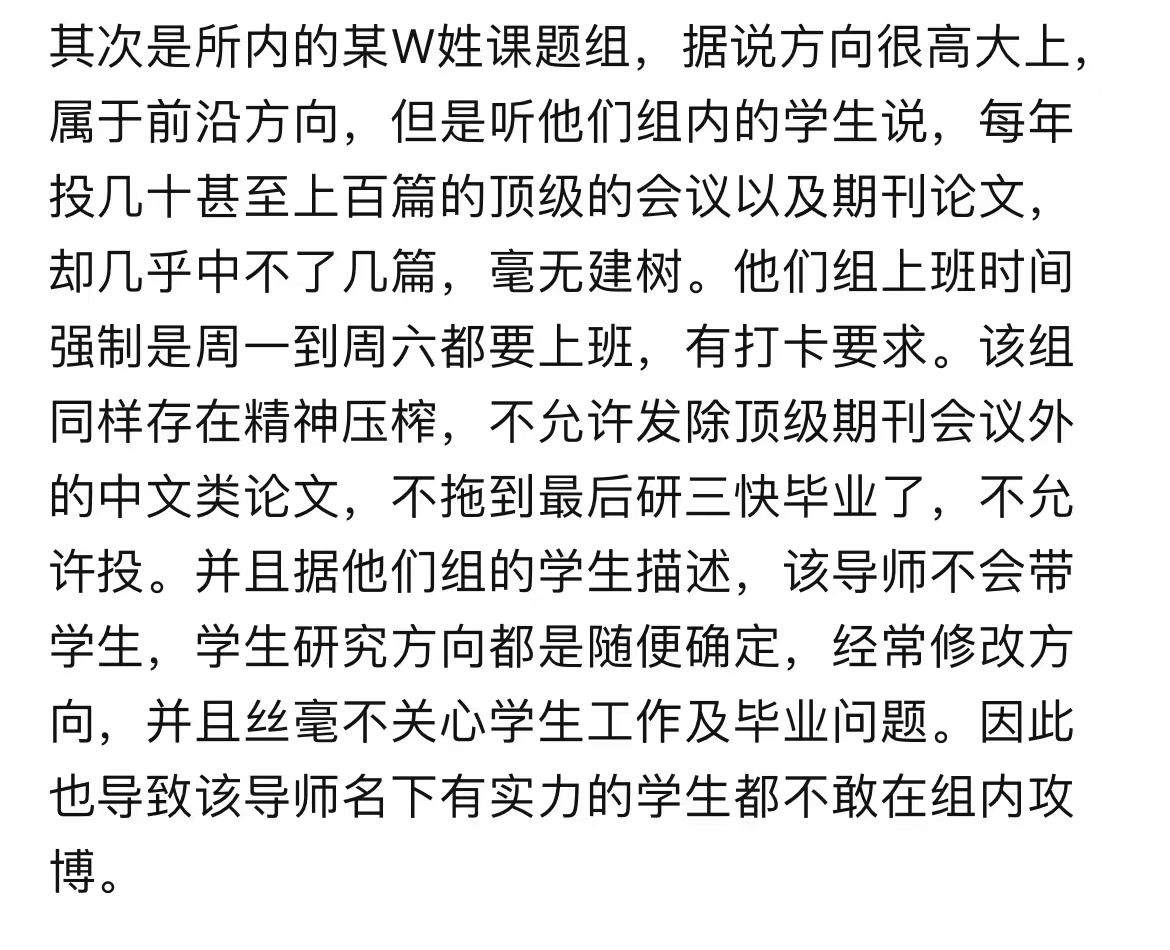 其次是所内的某W姓课题组，据说方向很高大上，
属于前沿方向，但是听他们组内的学生说，每年
投几十甚至上百篇的顶级的会议以及期刊论文，
却几乎中不了几篇，毫无建树。他们组上班时间
强制是周一到周六都要上班，有打卡要求。该组
同样存在精神压榨，不允许发除顶级期刊会议外
的中文类论文，不拖到最后研三快毕业了，不允
许投。并且据他们组的学生描述，该导师不会带
学生，学生研究方向都是随便确定，经常修改方
向，并且丝毫不关心学生工作及毕业问题。因此
也导致该导师名下有实力的学生都不敢在组内攻
博。